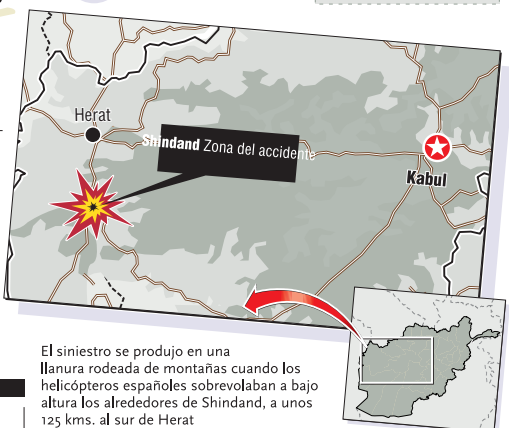 Herat
Shindand Zona del accidente
Kabul
El siniestro se produjo en una
llanura rodeada de montañas cuando los
helicópteros españoles sobrevolaban a bajo
altura los alrededores de Shindand, a unos
125 kms. al sur de Herat